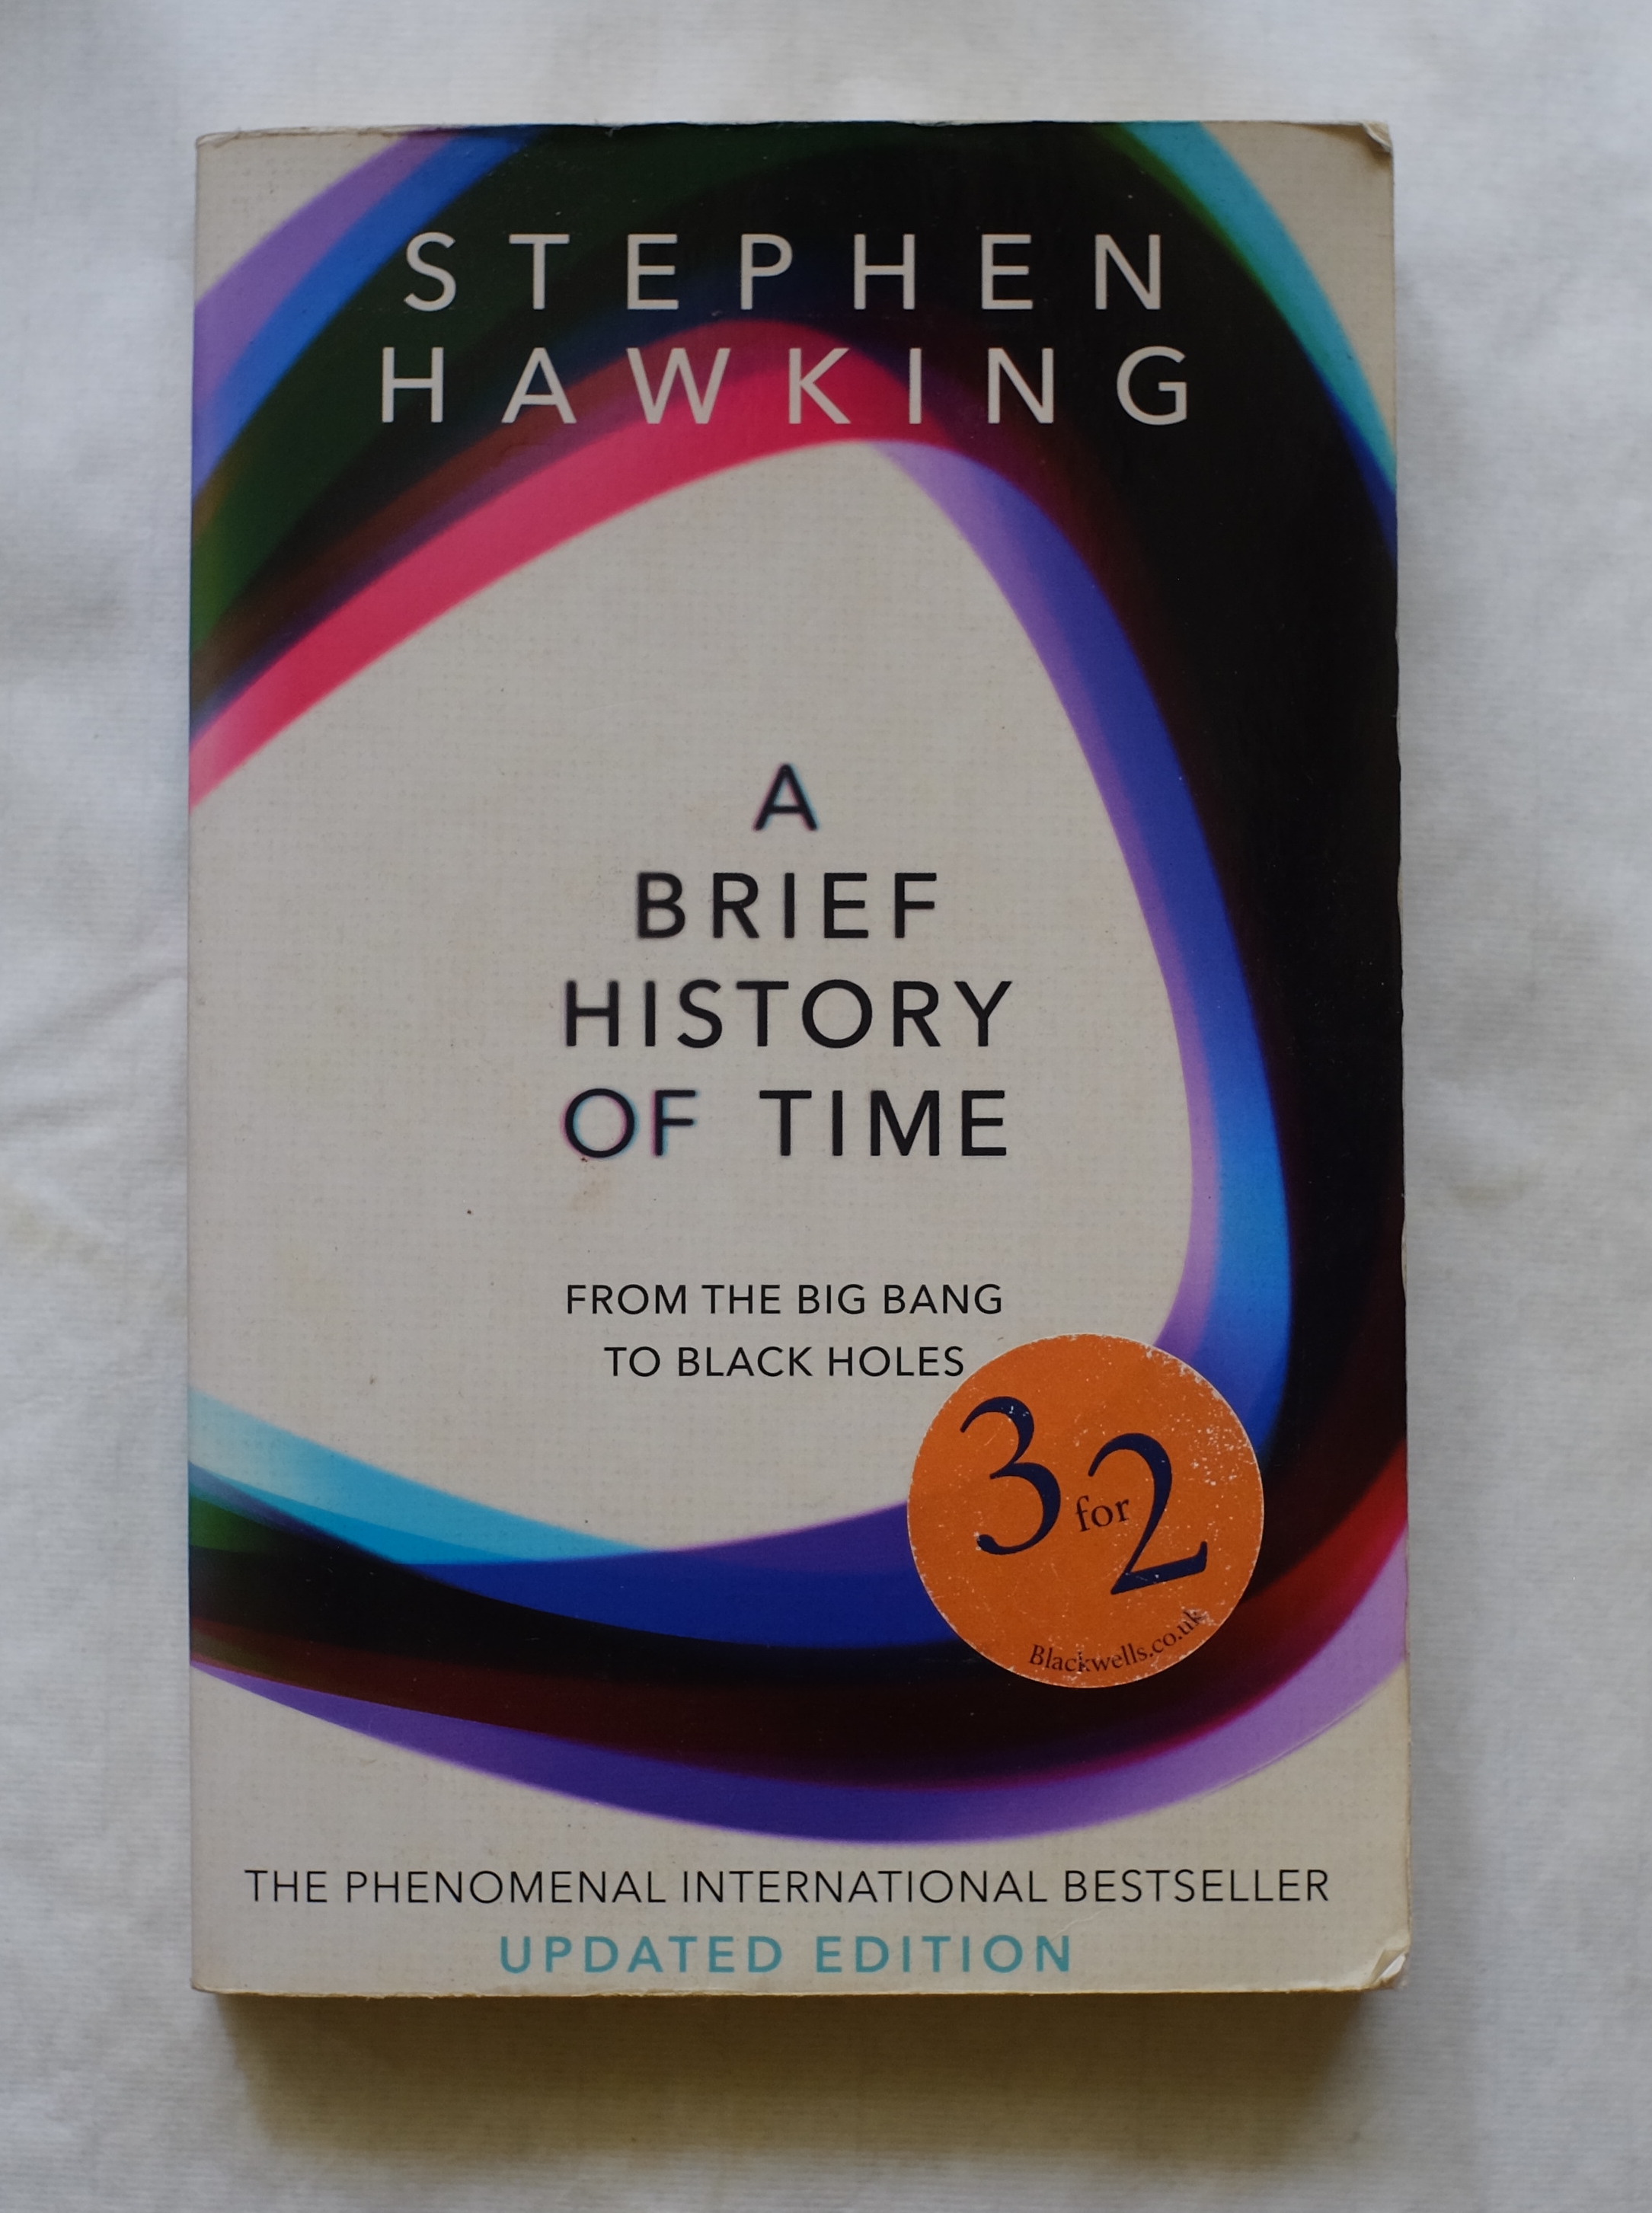 STEPHEN
HAWKING
A
BRIEF
HISTORY
OF TIME
FROM THE BIG BANG
TO BLACK HOLES
3 for 2
Blackwells.co.uk
THE PHENOMENAL INTERNATIONAL BESTSELLER
UPDATED EDITION